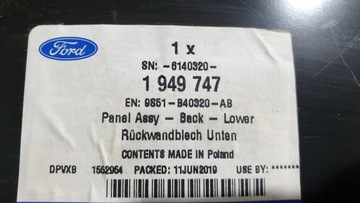 Ford
1 x
SN: -6140320-
1 949 747
EN: 9S51-B40320-AB
Panel Assy - Back - Lower
Rückwandblech Unten
CONTENTS MADE IN Poland
DPVXB 1552954 PACKED: 11JUN2019 USE BY: *******